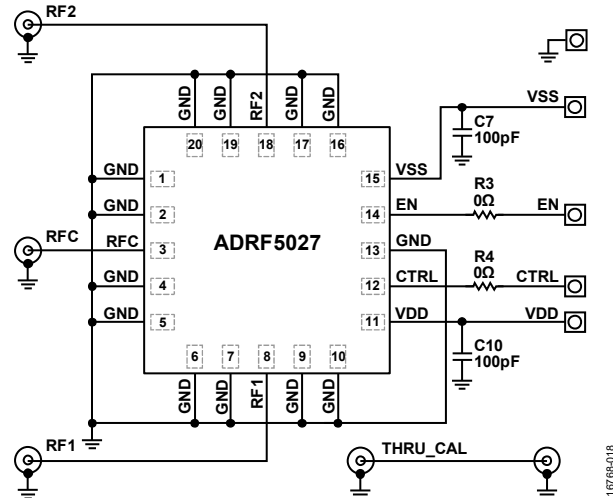 RF2
GND
GND
RF2
GND
GND
20
19
18
17
16
VSS
C7
100pF
GND
1
15
VSS
R3
0Ω
GND
2
14
EN
EN
RFC
RFC
3
ADRF5027
13
GND
R4
0Ω
GND
4
12
CTRL
CTRL
GND
5
11
VDD
VDD
C10
100pF
6
7
8
9
10
GND
GND
RF1
GND
GND
RF1
THRU_CAL
16768-018